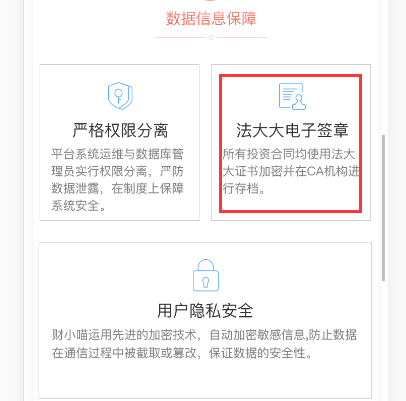 数据信息保障
严格权限分离
平台系统运维与数据库管
理员实行权限分离，严防
数据泄露，在制度上保障
系统安全。
法大大电子签章
所有投资合同均使用法大
大证书加密并在CA机构进
行存档。
用户隐私安全
财小喵运用先进的加密技术，自动加密敏感信息,防止数据
在通信过程中被截取或篡改，保证数据的安全性。